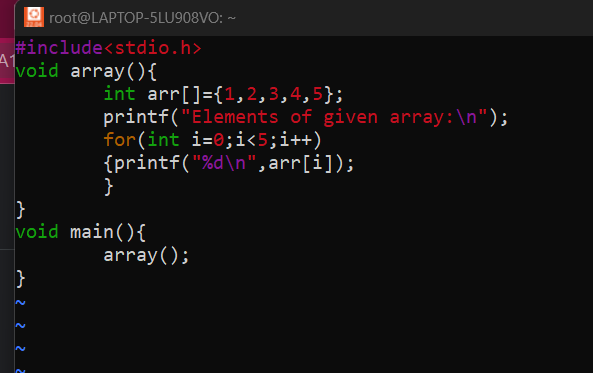 root@LAPTOP-5LU908VO: ~
A1
#include<stdio.h>
void array(){
        int arr[]={1,2,3,4,5};
        printf("Elements of given array:\n");
        for(int i=0;i<5;i++)
        {printf("%d\n",arr[i]);
        }
}
void main(){
        array();
}
~
~
~
~